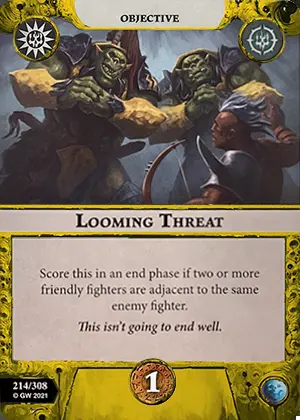 OBJECTIVE
LOOMING THREAT
Score this in an end phase if two or more
friendly fighters are adjacent to the same
enemy fighter.
This isn't going to end well.
214/308
© GW 2021
1